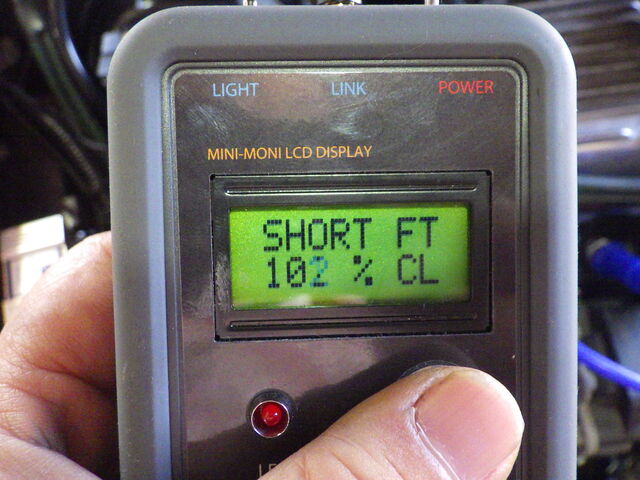 LIGHT LINK POWER
MINI-MONI LCD DISPLAY
SHORT FT
102 % CL